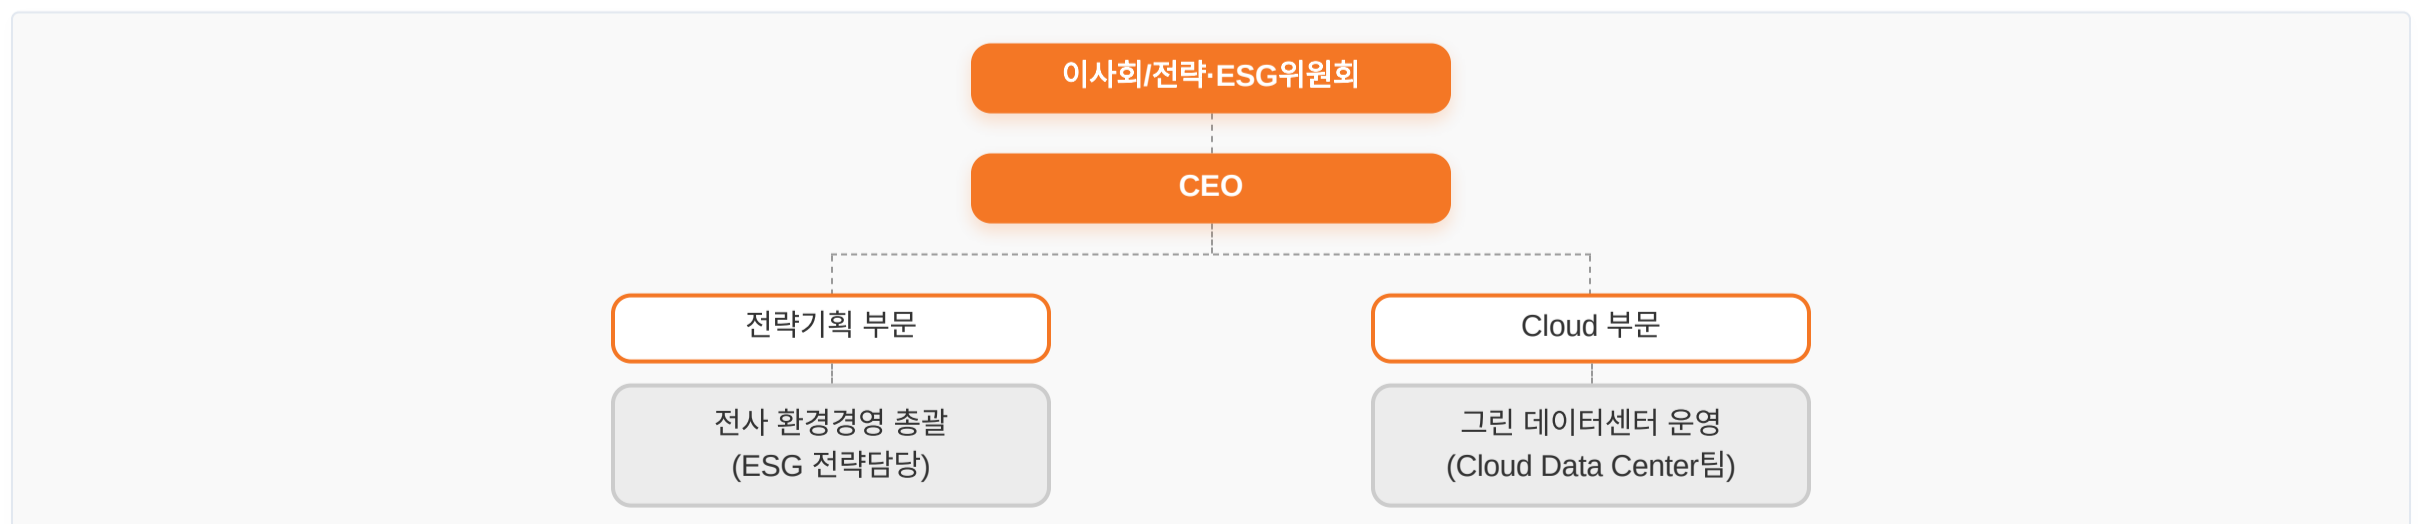 이사회/전략·ESG위원회
CEO
전략기획 부문
Cloud 부문
전사 환경경영 총괄
(ESG 전략담당)
그린 데이터센터 운영
(Cloud Data Center팀)